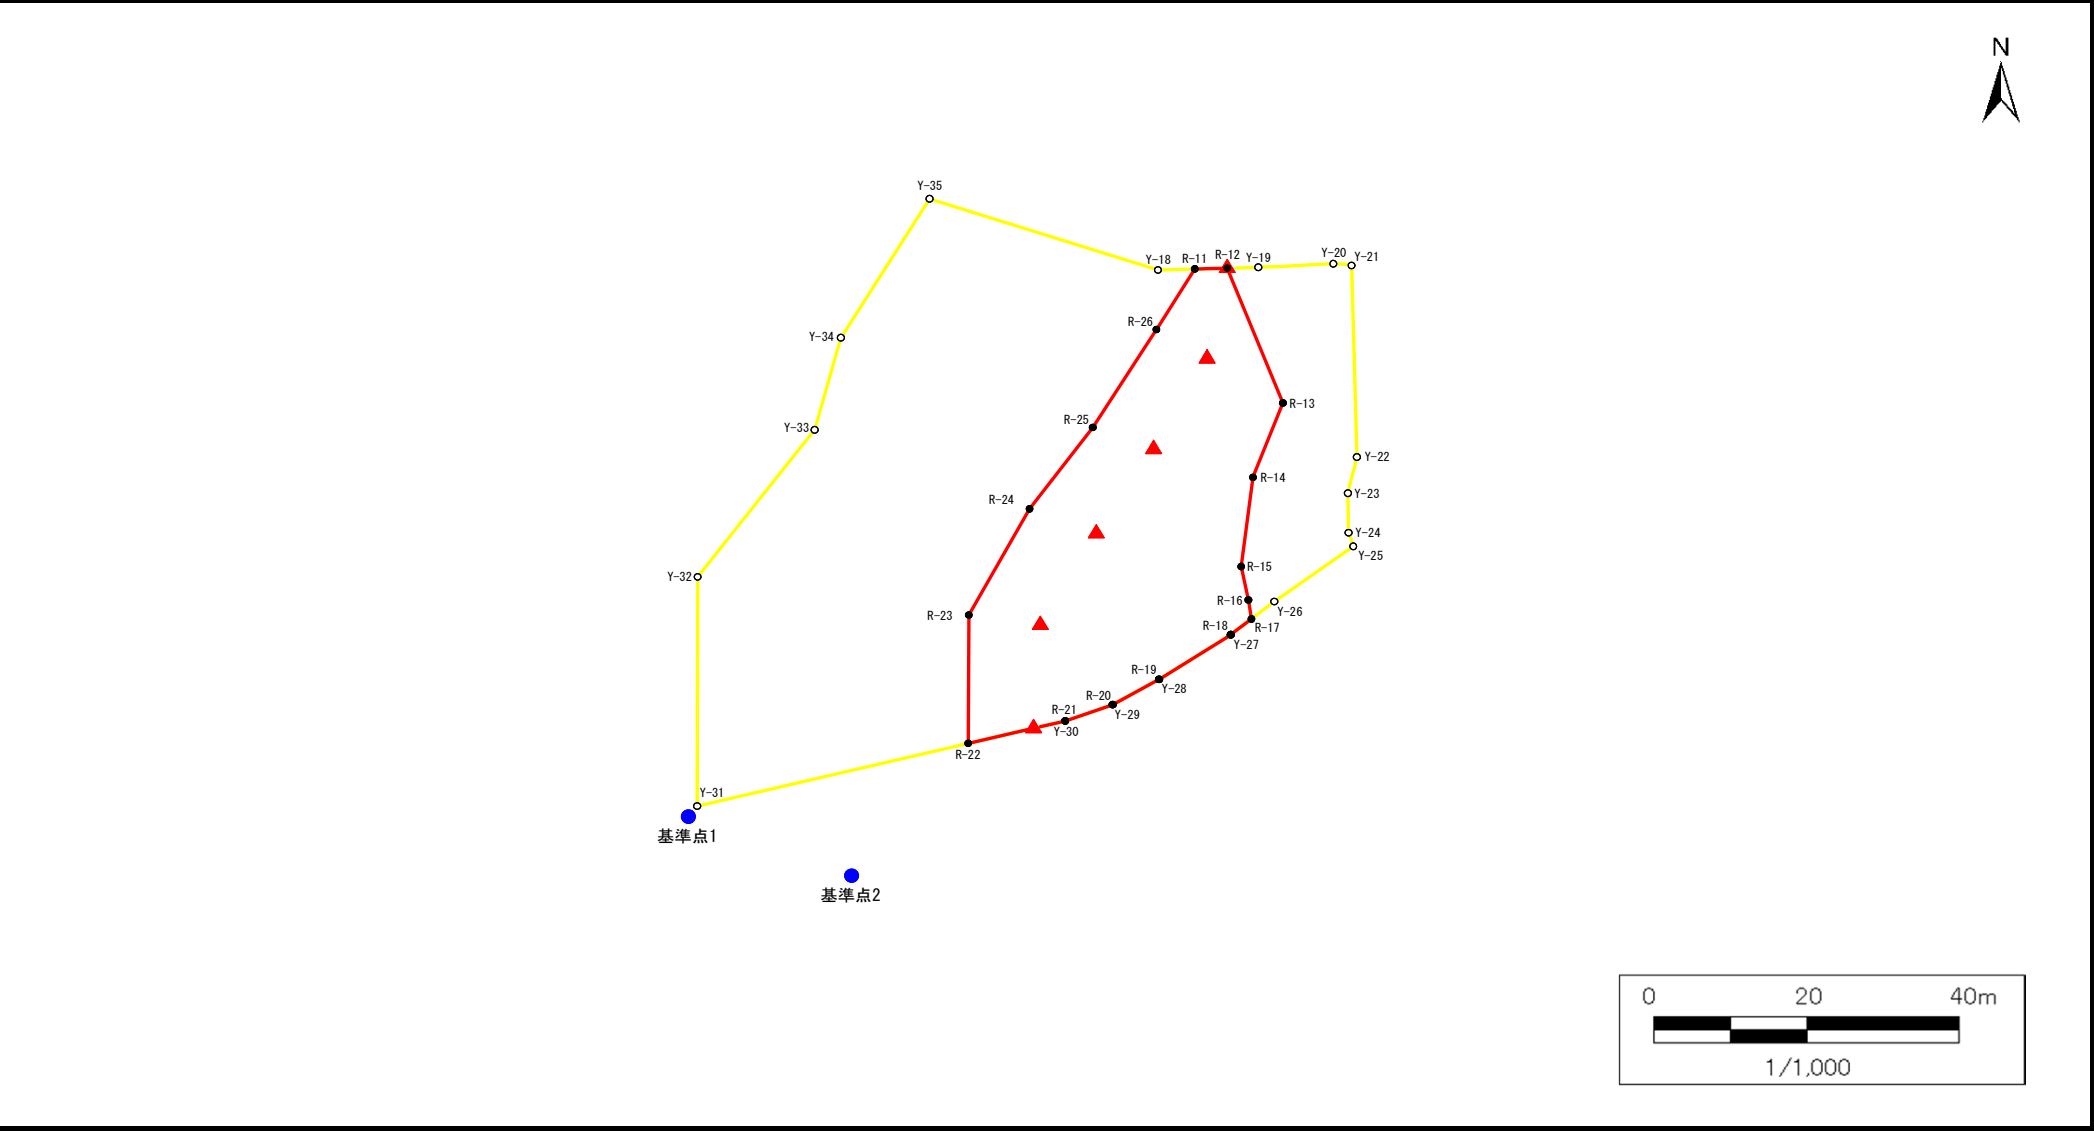 N
Y-35
Y-18
R-11
R-12
Y-19
Y-20
Y-21
R-26
Y-34
R-13
R-25
Y-33
Y-22
R-14
Y-23
R-24
Y-24
Y-25
R-15
Y-32
R-16
Y-26
R-23
R-18
R-17
Y-27
R-19
Y-28
R-20
R-21
Y-29
Y-30
R-22
Y-31
基準点1
基準点2
0 20 40m
1/1,000